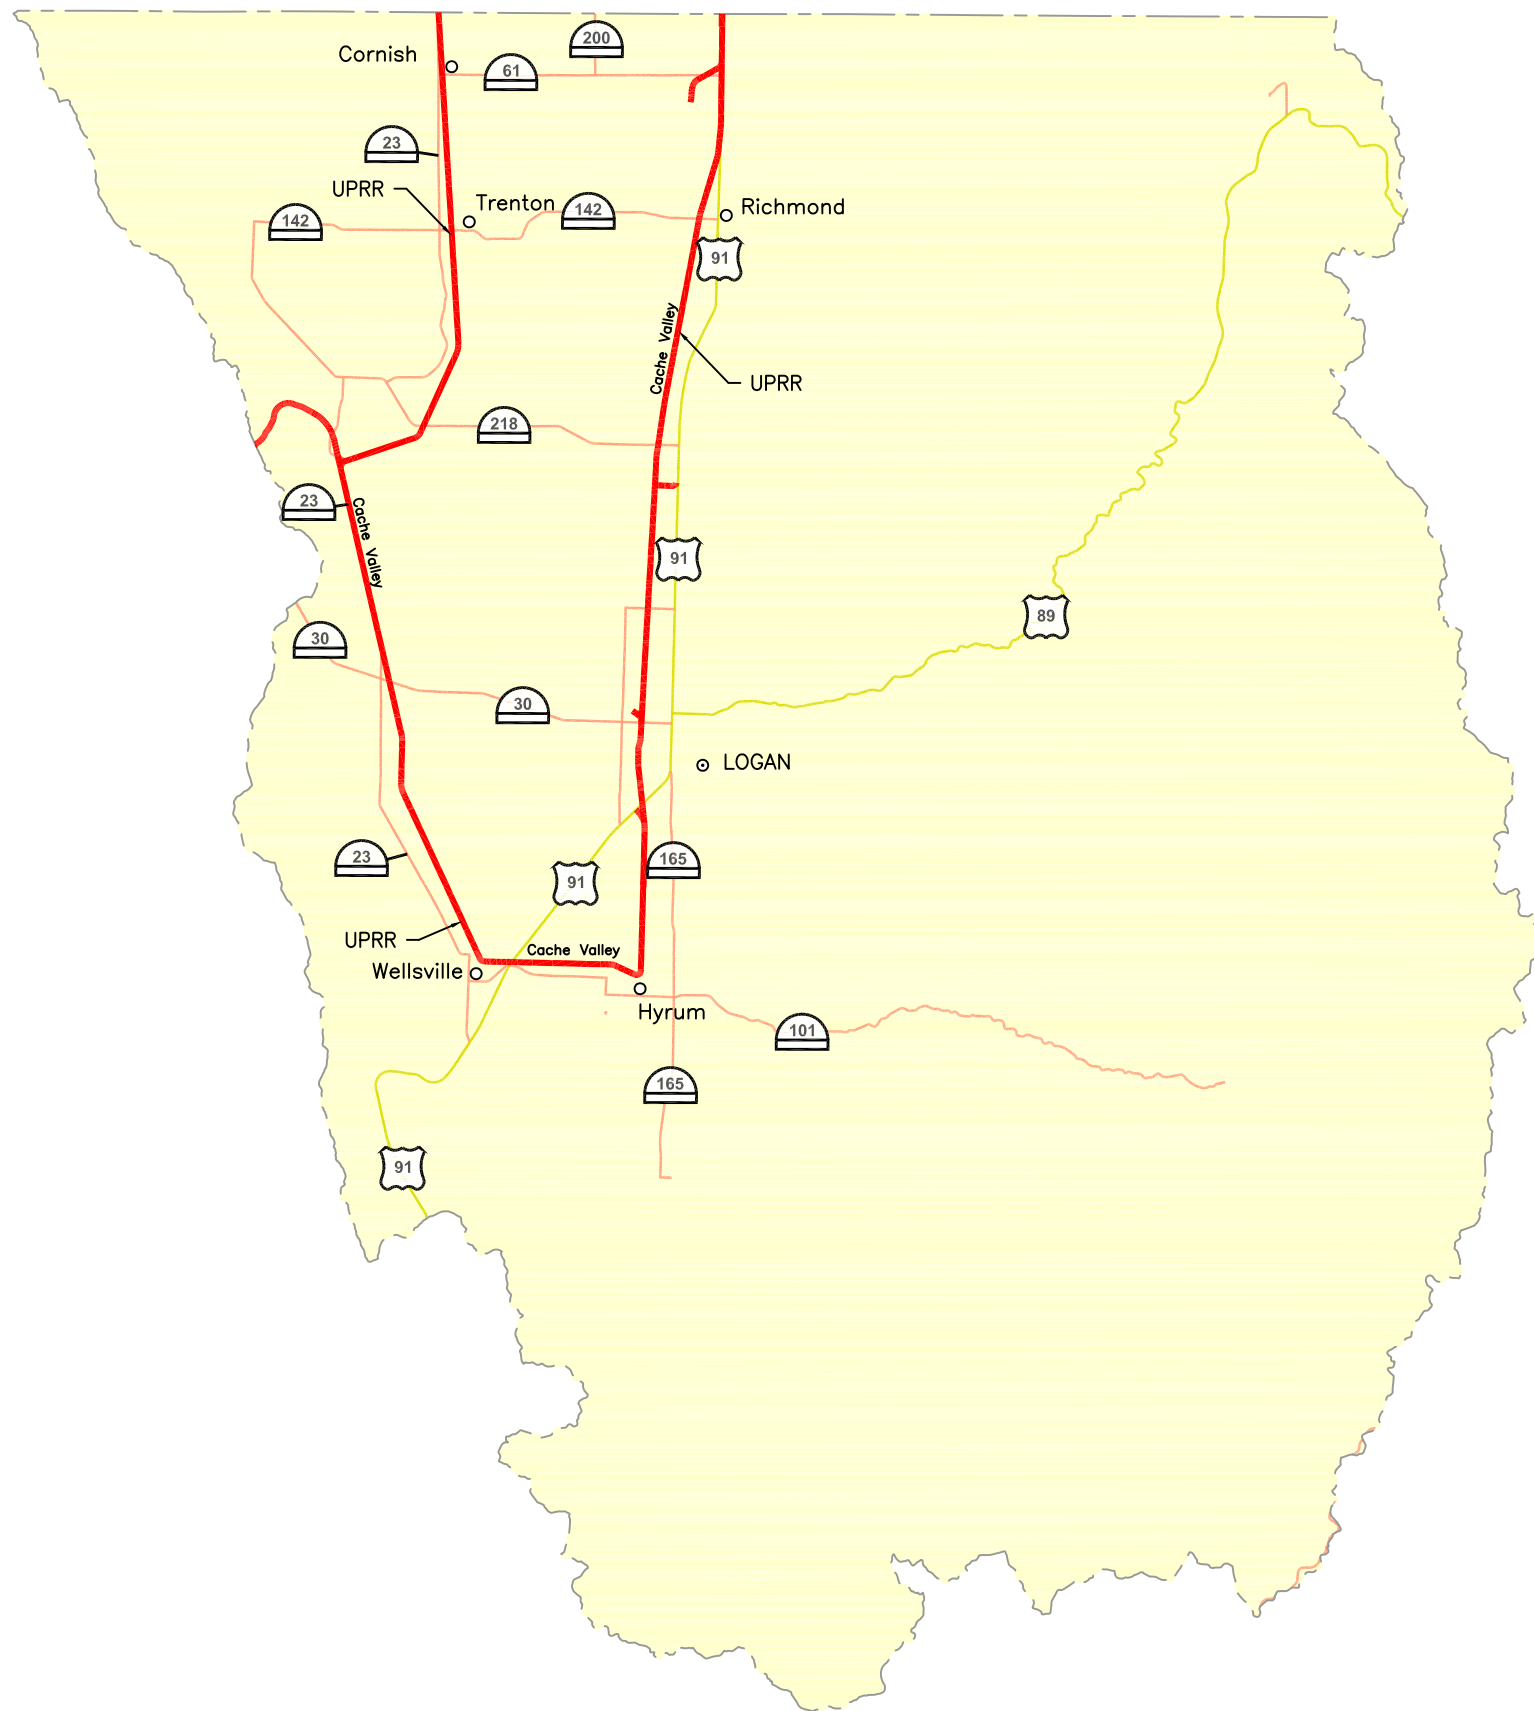 200
Cornish
61
23
UPRR
Trenton
142
142
Richmond
91
Cache Valley
UPRR
218
23
Cache Valley
91
89
30
30
LOGAN
23
165
91
UPRR
Cache Valley
Wellsville
Hyrum
101
165
91